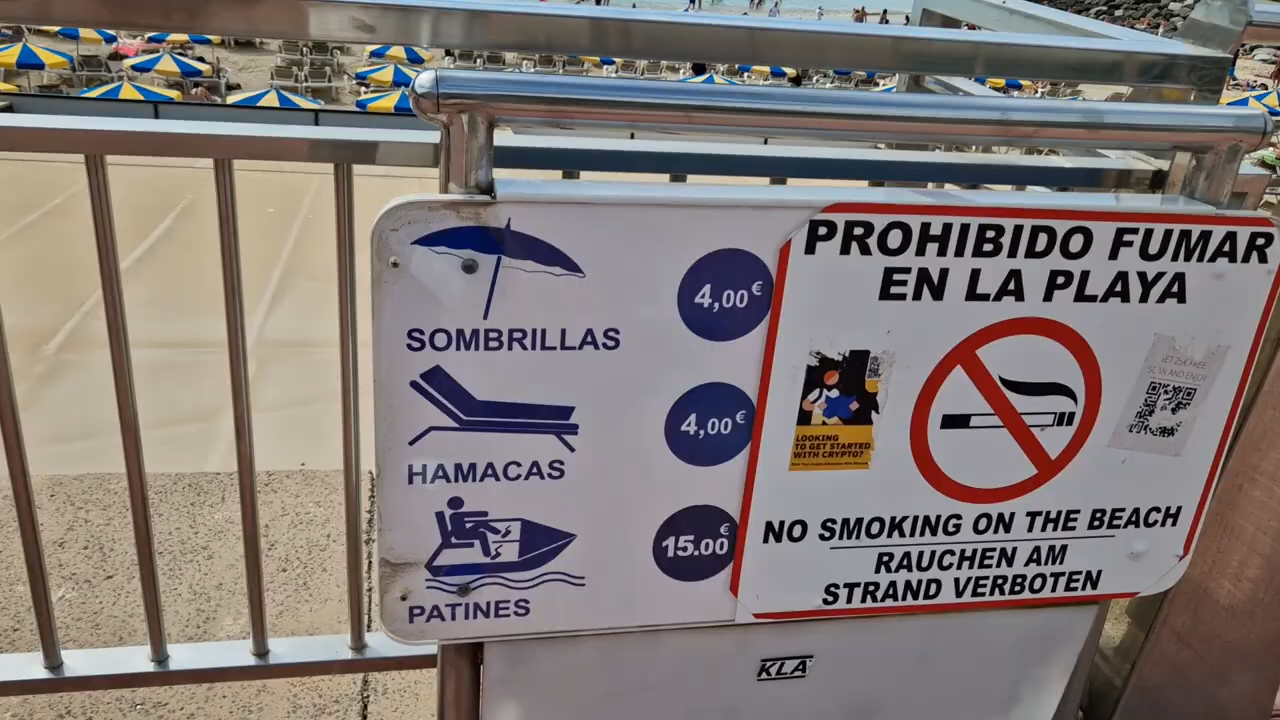 SOMBRILLAS
4,00€
HAMACAS
4,00€
PATINES
15.00€
PROHIBIDO FUMAR
EN LA PLAYA
LOOKING
TO GET STARTED
WITH CRYPTO?
NO SMOKING ON THE BEACH
RAUCHEN AM
STRAND VERBOTEN
KLA